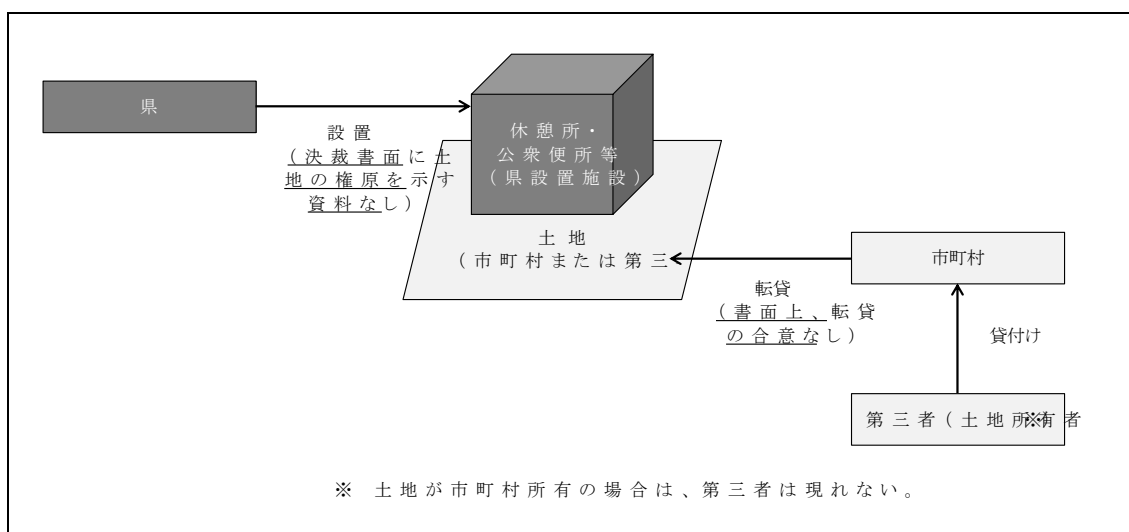 県
設置
（決裁書面に土
地の権原を示す
資料なし）
休憩所・
公衆便所等
（県設置施設）
土地
（市町村または第三
市町村
転貸
（書面上、転貸
の合意なし）
貸付け
第三者（土地所有者
※
※ 土地が市町村所有の場合は、第三者は現れない。